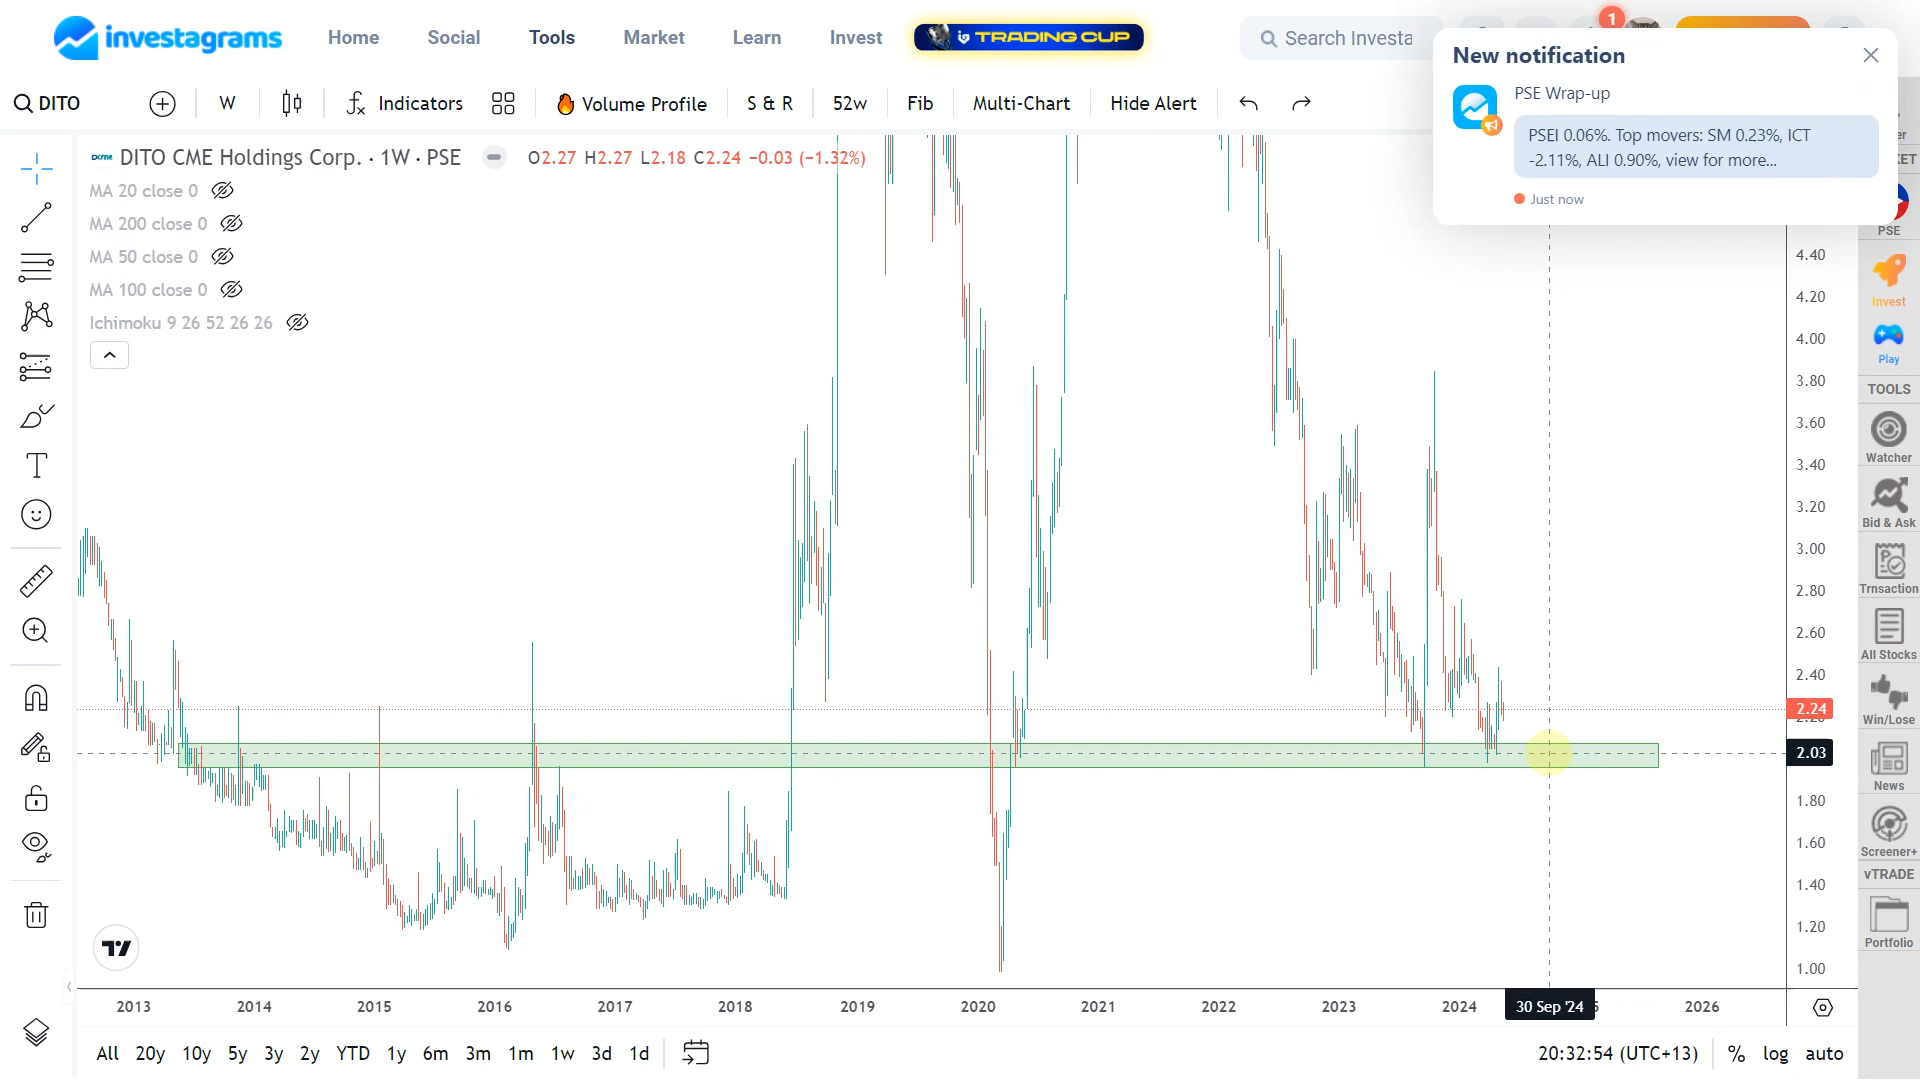 investagrams Home Social Tools Market Learn Invest TRADING CUP Search Investa 1
New notification
PSE Wrap-up
PSEI 0.06%. Top movers: SM 0.23%, ICT
-2.11%, ALI 0.90%, view for more...
Just now
DITO W Indicators Volume Profile S & R 52w Fib Multi-Chart Hide Alert
DITO CME Holdings Corp. · 1W · PSE O2.27 H2.27 L2.18 C2.24 −0.03 (−1.32%)
MA 20 close 0
MA 200 close 0
MA 50 close 0
MA 100 close 0
Ichimoku 9 26 52 26 26
4.40
4.20
4.00
3.80
3.60
3.40
3.20
3.00
2.80
2.60
2.40
2.24
2.03
1.80
1.60
1.40
1.20
1.00
2013 2014 2015 2016 2017 2018 2019 2020 2021 2022 2023 2024 30 Sep '24 2026
All 20y 10y 5y 3y 2y YTD 1y 6m 3m 1m 1w 3d 1d 20:32:54 (UTC+13) % log auto
PSE
Invest
Play
TOOLS
Watcher
Bid & Ask
Trnsaction
All Stocks
Win/Lose
News
Screener+
vTRADE
Portfolio